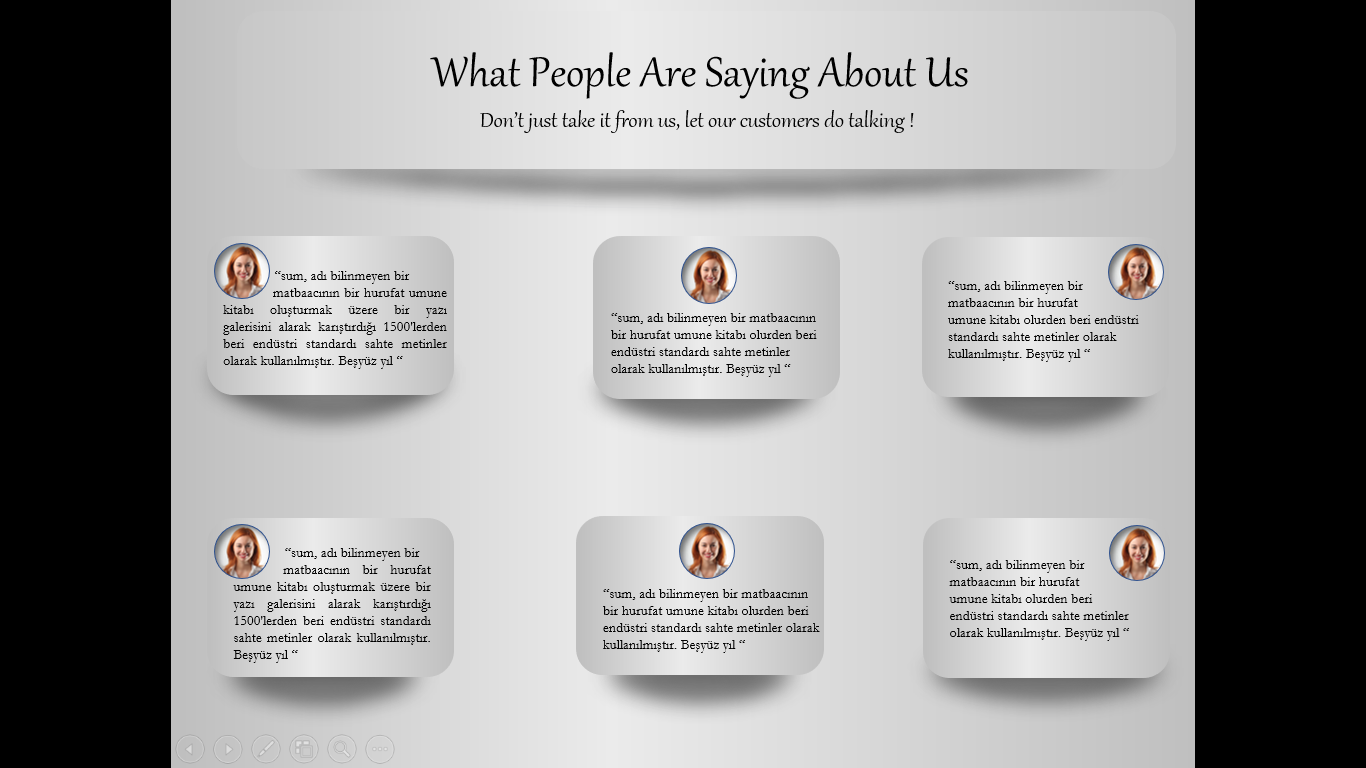 What People Are Saying About Us
Don’t just take it from us, let our customers do talking !
“sum, adı bilinmeyen bir
matbaacının bir hurufat umune
kitabı oluşturmak üzere bir yazı
galerisini alarak karıştırdığı 1500'lerden
beri endüstri standardı sahte metinler
olarak kullanılmıştır. Beşyüz yıl “
“sum, adı bilinmeyen bir matbaacının
bir hurufat umune kitabı olurden beri
endüstri standardı sahte metinler
olarak kullanılmıştır. Beşyüz yıl “
“sum, adı bilinmeyen bir
matbaacının bir hurufat
umune kitabı olurden beri endüstri
standardı sahte metinler olarak
kullanılmıştır. Beşyüz yıl “
“sum, adı bilinmeyen bir
matbaacının bir hurufat
umune kitabı oluşturmak üzere bir
yazı galerisini alarak karıştırdığı
1500'lerden beri endüstri standardı
sahte metinler olarak kullanılmıştır.
Beşyüz yıl “
“sum, adı bilinmeyen bir matbaacının
bir hurufat umune kitabı olurden beri
endüstri standardı sahte metinler olarak
kullanılmıştır. Beşyüz yıl “
“sum, adı bilinmeyen bir
matbaacının bir hurufat
umune kitabı olurden beri
endüstri standardı sahte metinler
olarak kullanılmıştır. Beşyüz yıl “